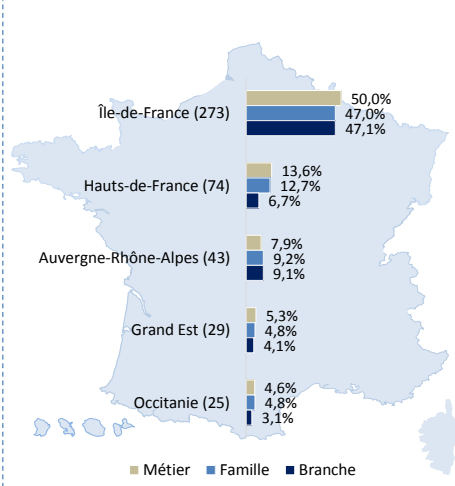 Île-de-France (273)
50,0%
47,0%
47,1%
Hauts-de-France (74)
13,6%
12,7%
6,7%
Auvergne-Rhône-Alpes (43)
7,9%
9,2%
9,1%
Grand Est (29)
5,3%
4,8%
4,1%
Occitanie (25)
4,6%
4,8%
3,1%
Métier Famille Branche